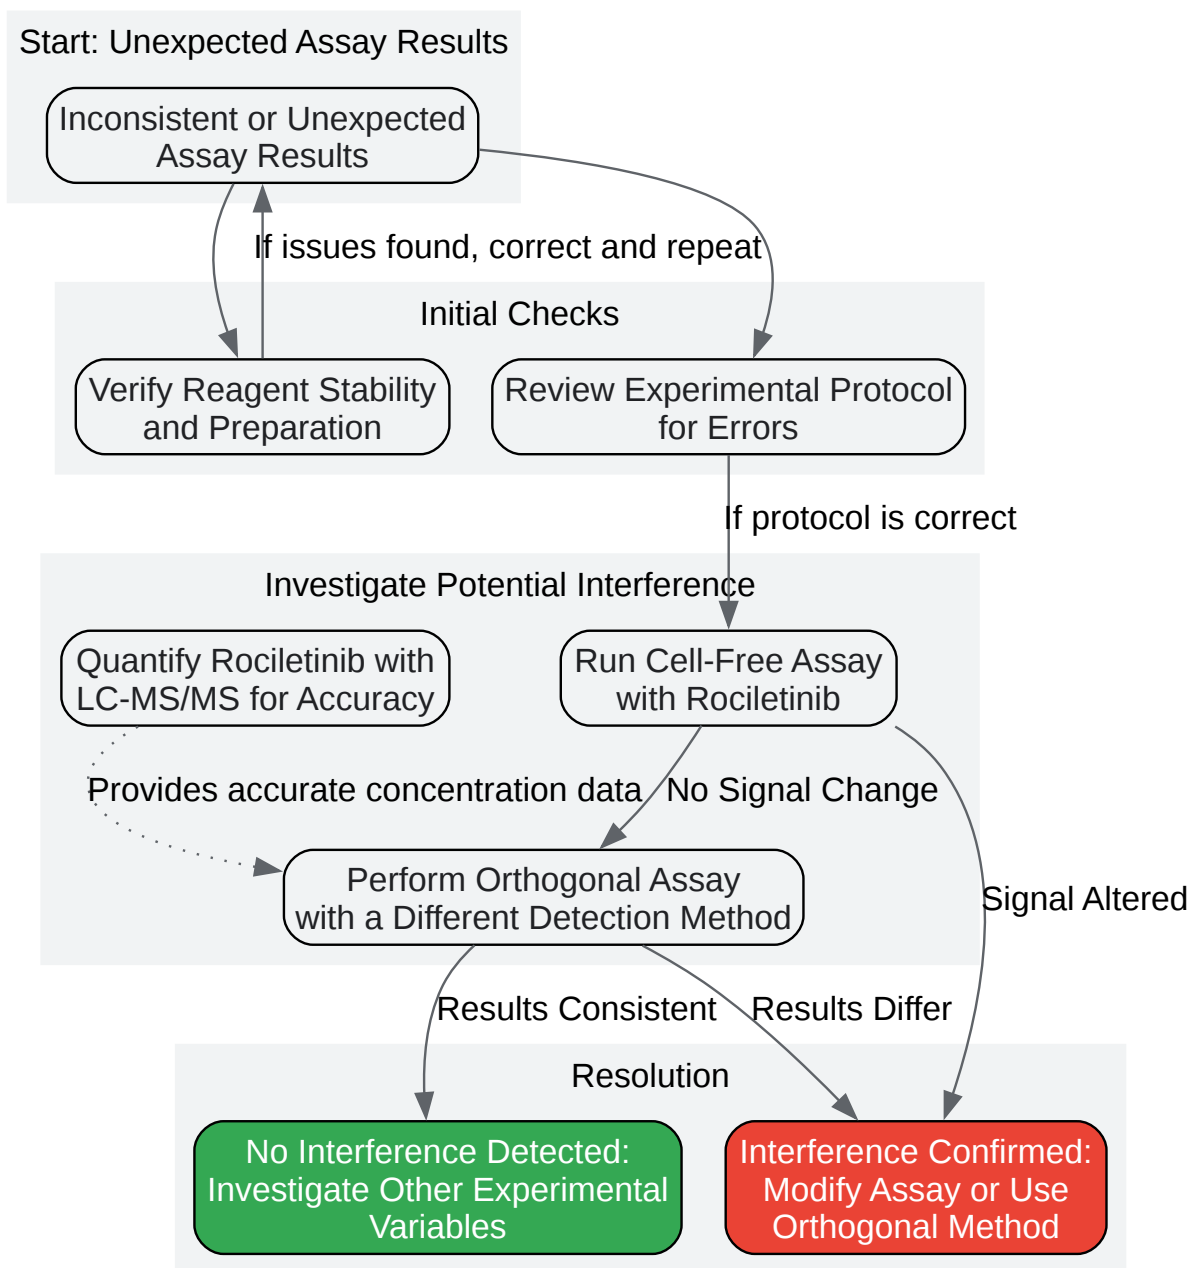 Start: Unexpected Assay Results
Inconsistent or Unexpected
Assay Results
If issues found, correct and repeat
Initial Checks
Verify Reagent Stability
and Preparation
Review Experimental Protocol
for Errors
If protocol is correct
Investigate Potential Interference
Quantify Rociletinib with
LC-MS/MS for Accuracy
Run Cell-Free Assay
with Rociletinib
Provides accurate concentration data
No Signal Change
Perform Orthogonal Assay
with a Different Detection Method
Signal Altered
Results Consistent
Results Differ
Resolution
No Interference Detected:
Investigate Other Experimental
Variables
Interference Confirmed:
Modify Assay or Use
Orthogonal Method